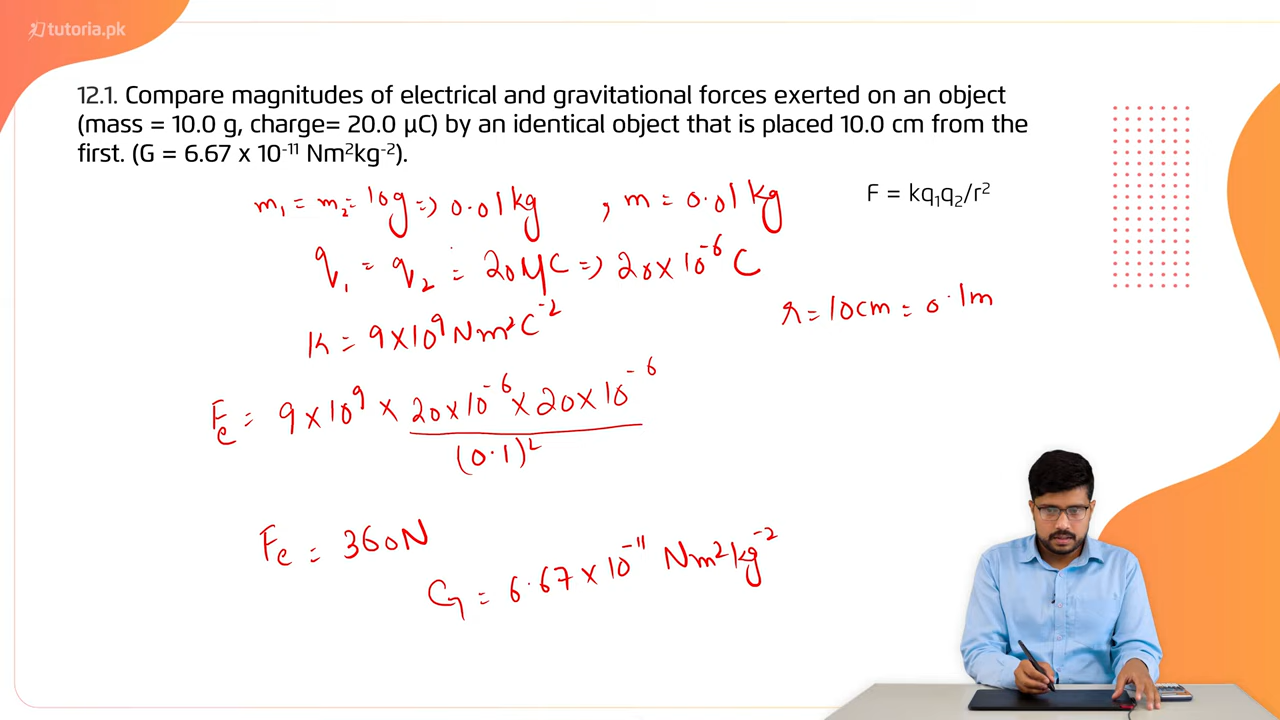 tutoria.pk
12.1. Compare magnitudes of electrical and gravitational forces exerted on an object
(mass = 10.0 g, charge= 20.0 μC) by an identical object that is placed 10.0 cm from the
first. (G = 6.67 x 10⁻¹¹ Nm²kg⁻²).
F = kq₁q₂/r²
m₁ = m₂ = 10g => 0.01kg , m = 0.01kg
q₁ = q₂ = 20μC => 20×10⁻⁶ C
r = 10cm = 0.1m
K = 9×10⁹ Nm²C⁻²
Fe = 9×10⁹ × 20×10⁻⁶ × 20×10⁻⁶
(0.1)²
Fe = 360N
G = 6.67×10⁻¹¹ Nm²kg⁻²